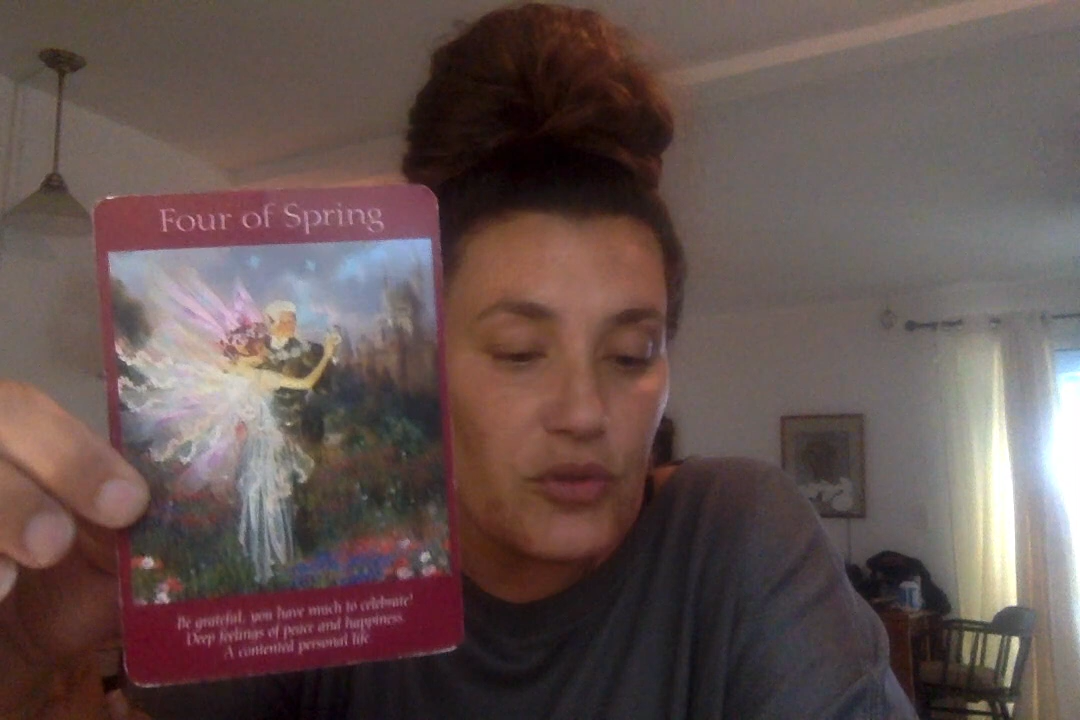 Four of Spring
Be grateful, you have much to celebrate!
Deep feelings of peace and happiness.
A contented personal life